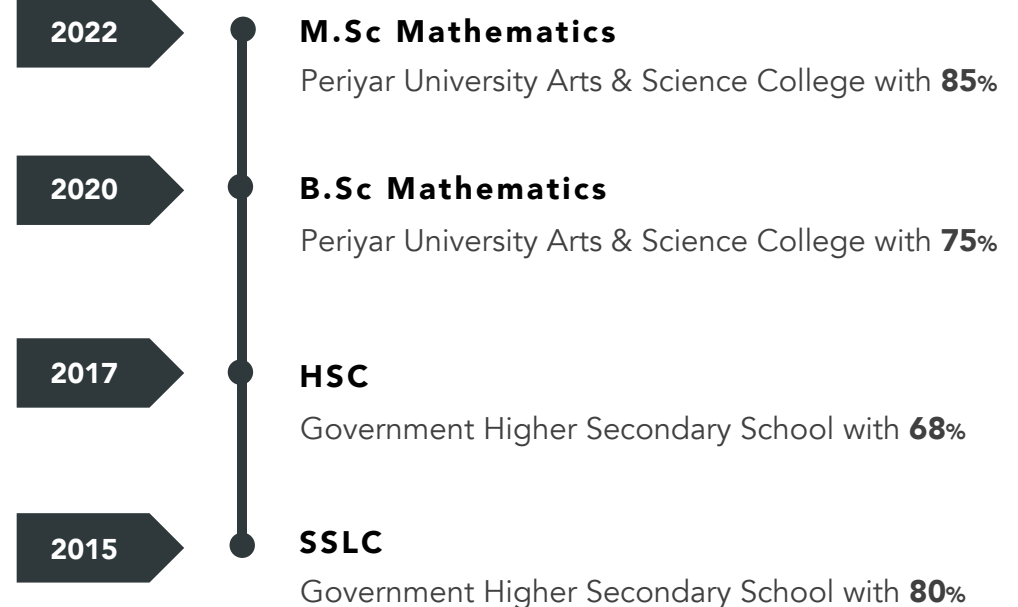 2022
M.Sc Mathematics
Periyar University Arts & Science College with 85%
2020
B.Sc Mathematics
Periyar University Arts & Science College with 75%
2017
HSC
Government Higher Secondary School with 68%
2015
SSLC
Government Higher Secondary School with 80%